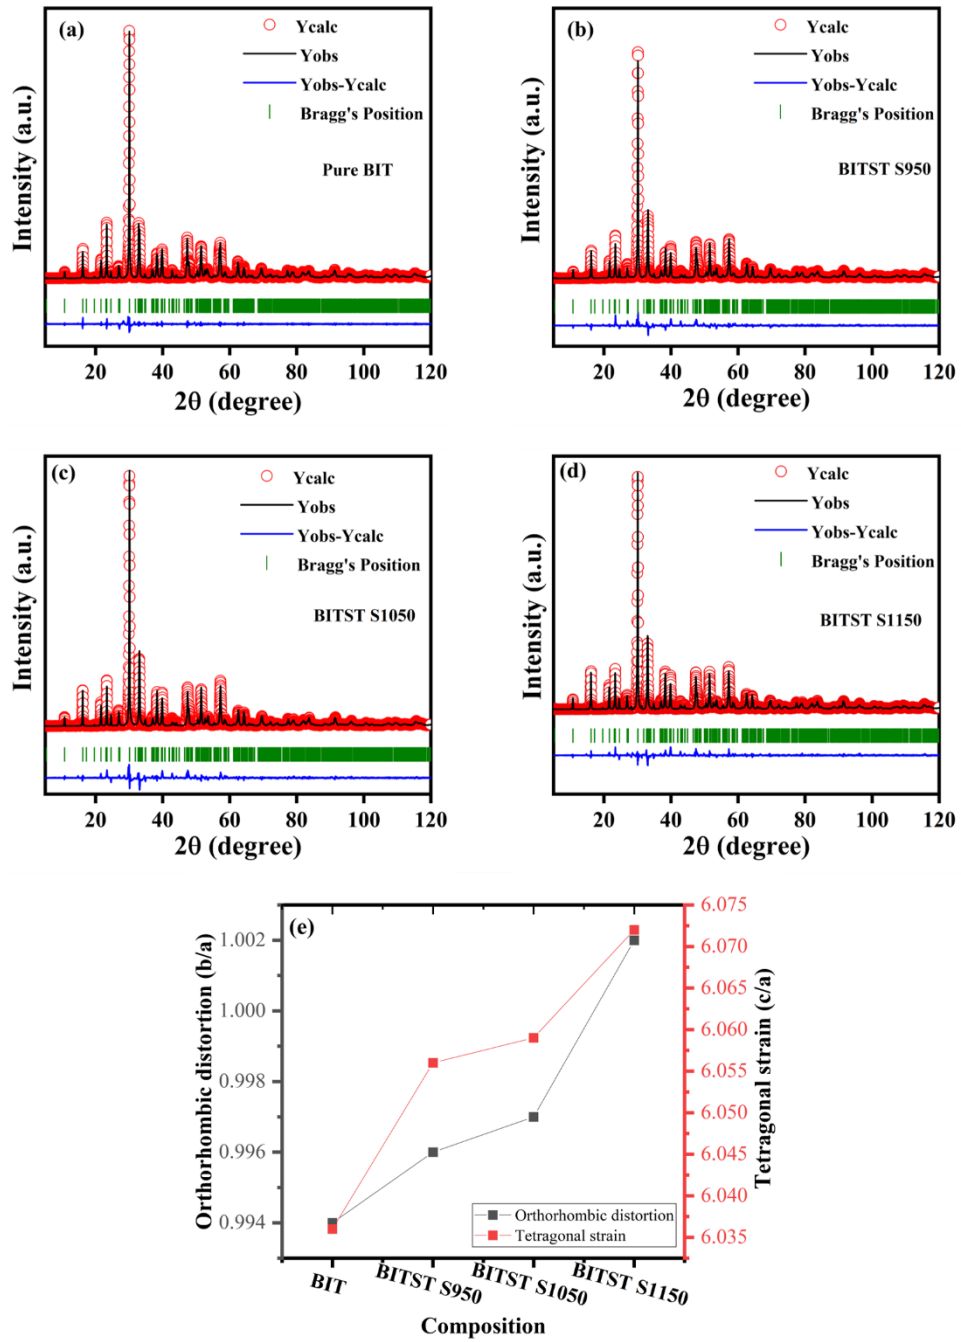 (a)
Ycalc
Yobs
Yobs-Ycalc
Bragg's Position
Pure BIT
Intensity (a.u.)
20 40 60 80 100 120
2θ (degree)
(b)
Ycalc
Yobs
Yobs-Ycalc
Bragg's Position
BITST S950
Intensity (a.u.)
20 40 60 80 100 120
2θ (degree)
(c)
Ycalc
Yobs
Yobs-Ycalc
Bragg's Position
BITST S1050
Intensity (a.u.)
20 40 60 80 100 120
2θ (degree)
(d)
Ycalc
Yobs
Yobs-Ycalc
Bragg's Position
BITST S1150
Intensity (a.u.)
20 40 60 80 100 120
2θ (degree)
(e)
Orthorhombic distortion (b/a)
1.002
1.000
0.998
0.996
0.994
6.075
6.070
6.065
6.060
6.055
6.050
6.045
6.040
6.035
Tetragonal strain (c/a)
Orthorhombic distortion
Tetragonal strain
BIT
BITST S950
BITST S1050
BITST S1150
Composition